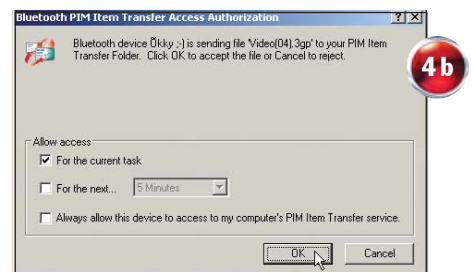 Bluetooth PIM Item Transfer Access Authorization
Bluetooth device Ökky ;-) is sending file 'Video(04).3gp' to your PIM Item
Transfer Folder. Click OK to accept the file or Cancel to reject.
4b
Allow access
For the current task
For the next... 5 Minutes
Always allow this device to access to my computer's PIM Item Transfer service.
OK Cancel